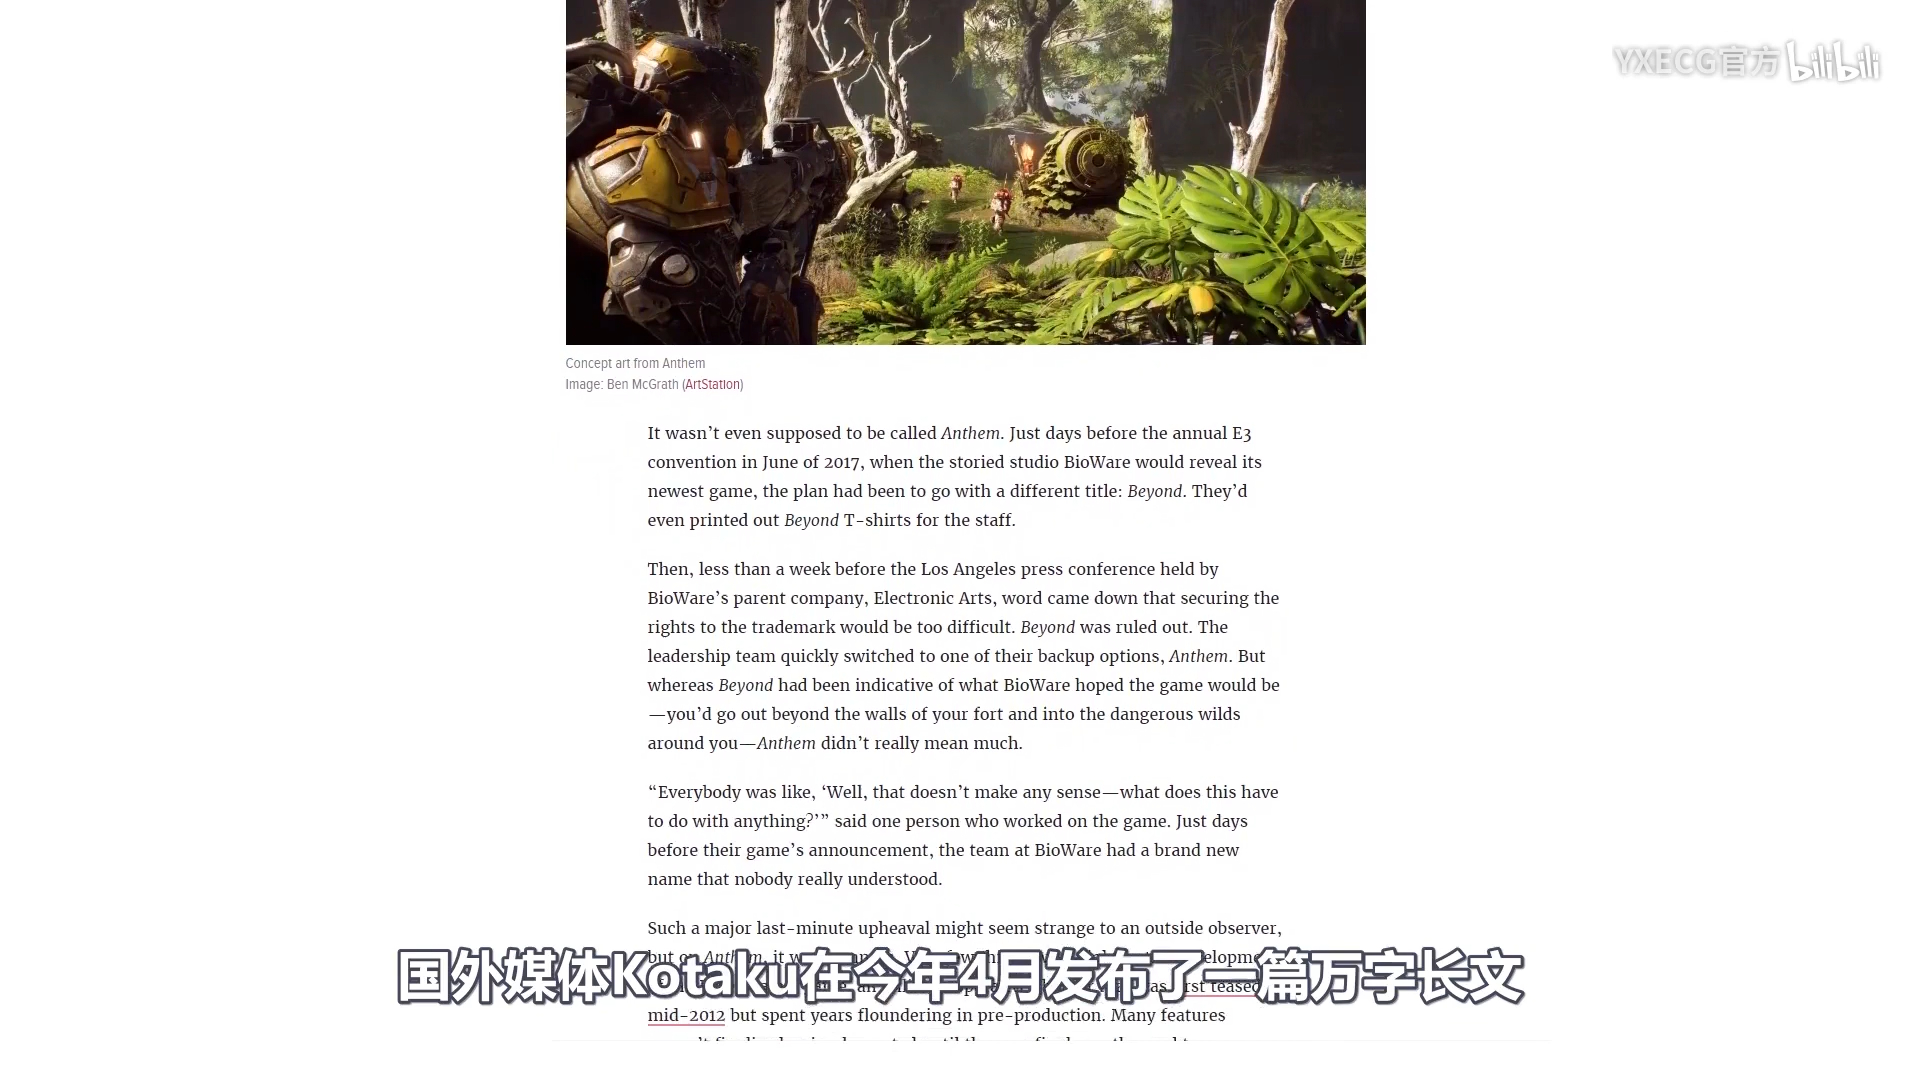 YXECG官方 bilibili
Concept art from Anthem
Image: Ben McGrath (ArtStation)
It wasn’t even supposed to be called Anthem. Just days before the annual E3
convention in June of 2017, when the storied studio BioWare would reveal its
newest game, the plan had been to go with a different title: Beyond. They’d
even printed out Beyond T-shirts for the staff.
Then, less than a week before the Los Angeles press conference held by
BioWare’s parent company, Electronic Arts, word came down that securing the
rights to the trademark would be too difficult. Beyond was ruled out. The
leadership team quickly switched to one of their backup options, Anthem. But
whereas Beyond had been indicative of what BioWare hoped the game would be
—you’d go out beyond the walls of your fort and into the dangerous wilds
around you—Anthem didn’t really mean much.
“Everybody was like, ‘Well, that doesn’t make any sense—what does this have
to do with anything?’” said one person who worked on the game. Just days
before their game’s announcement, the team at BioWare had a brand new
name that nobody really understood.
Such a major last-minute upheaval might seem strange to an outside observer,
but on Anthem, it
国外媒体Kotaku在今年4月发布了一篇万字长文
first teased
mid-2012 but spent years floundering in pre-production. Many features